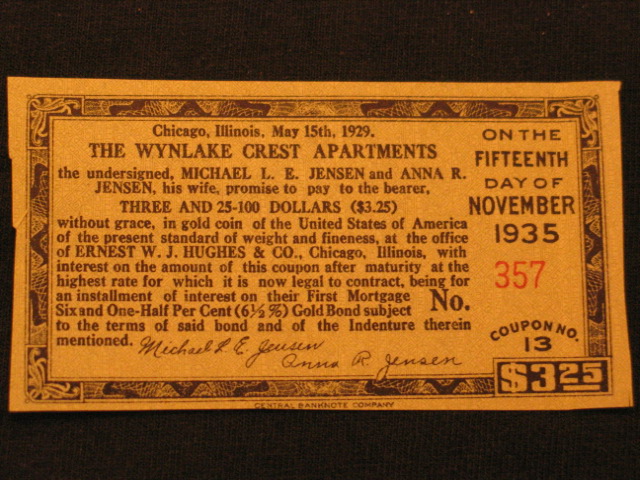 Chicago, Illinois, May 15th, 1929.
THE WYNLAKE CREST APARTMENTS
the undersigned, MICHAEL L. E. JENSEN and ANNA R.
JENSEN, his wife, promise to pay to the bearer,
THREE AND 25-100 DOLLARS ($3.25)
without grace, in gold coin of the United States of America
of the present standard of weight and fineness, at the office
of ERNEST W. J. HUGHES & CO., Chicago, Illinois, with
interest on the amount of this coupon after maturity at the
highest rate for which it is now legal to contract, being for
an installment of interest on their First Mortgage
Six and One-Half Per Cent (6½%) Gold Bond subject
to the terms of said bond and of the Indenture therein
mentioned.
Michael L E. Jensen
Anna R. Jensen
No.
ON THE
FIFTEENTH
DAY OF
NOVEMBER
1935
357
COUPON NO.
13
$3.25
CENTRAL BANKNOTE COMPANY